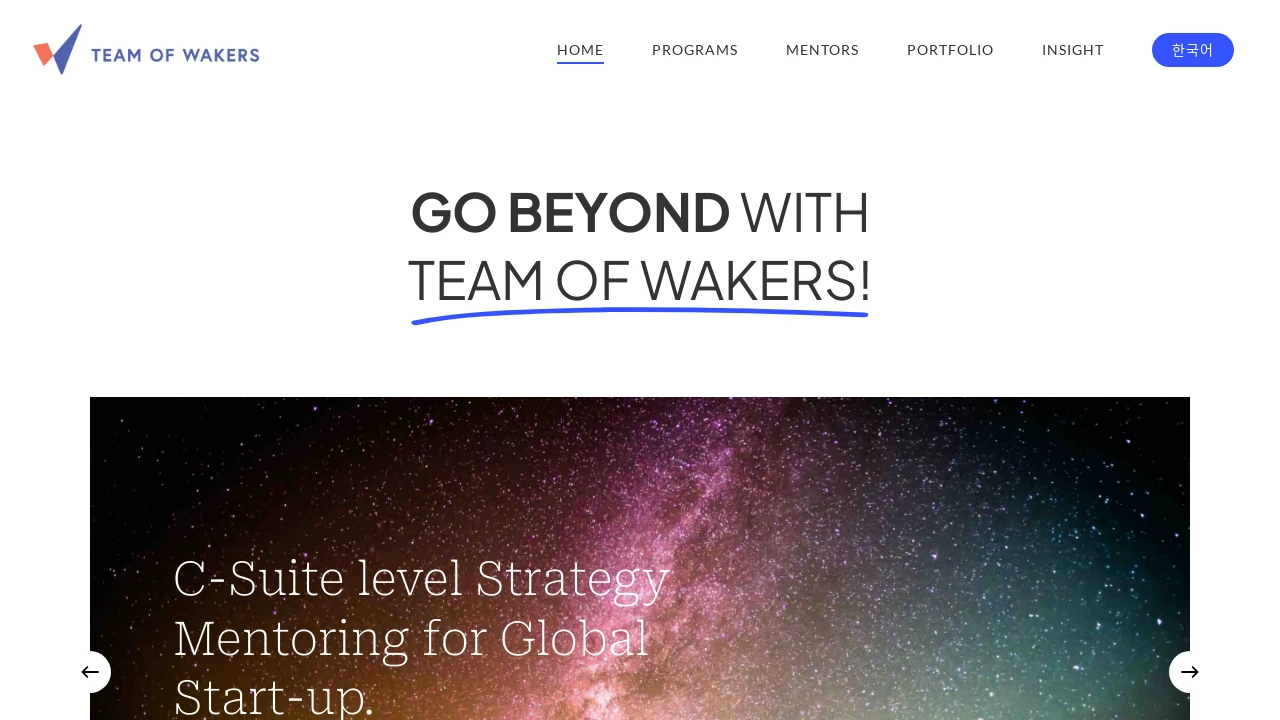 TEAM OF WAKERS
HOME
PROGRAMS
MENTORS
PORTFOLIO
INSIGHT
한국어
GO BEYOND WITH
TEAM OF WAKERS!
C-Suite level Strategy
Mentoring for Global
Start-up.